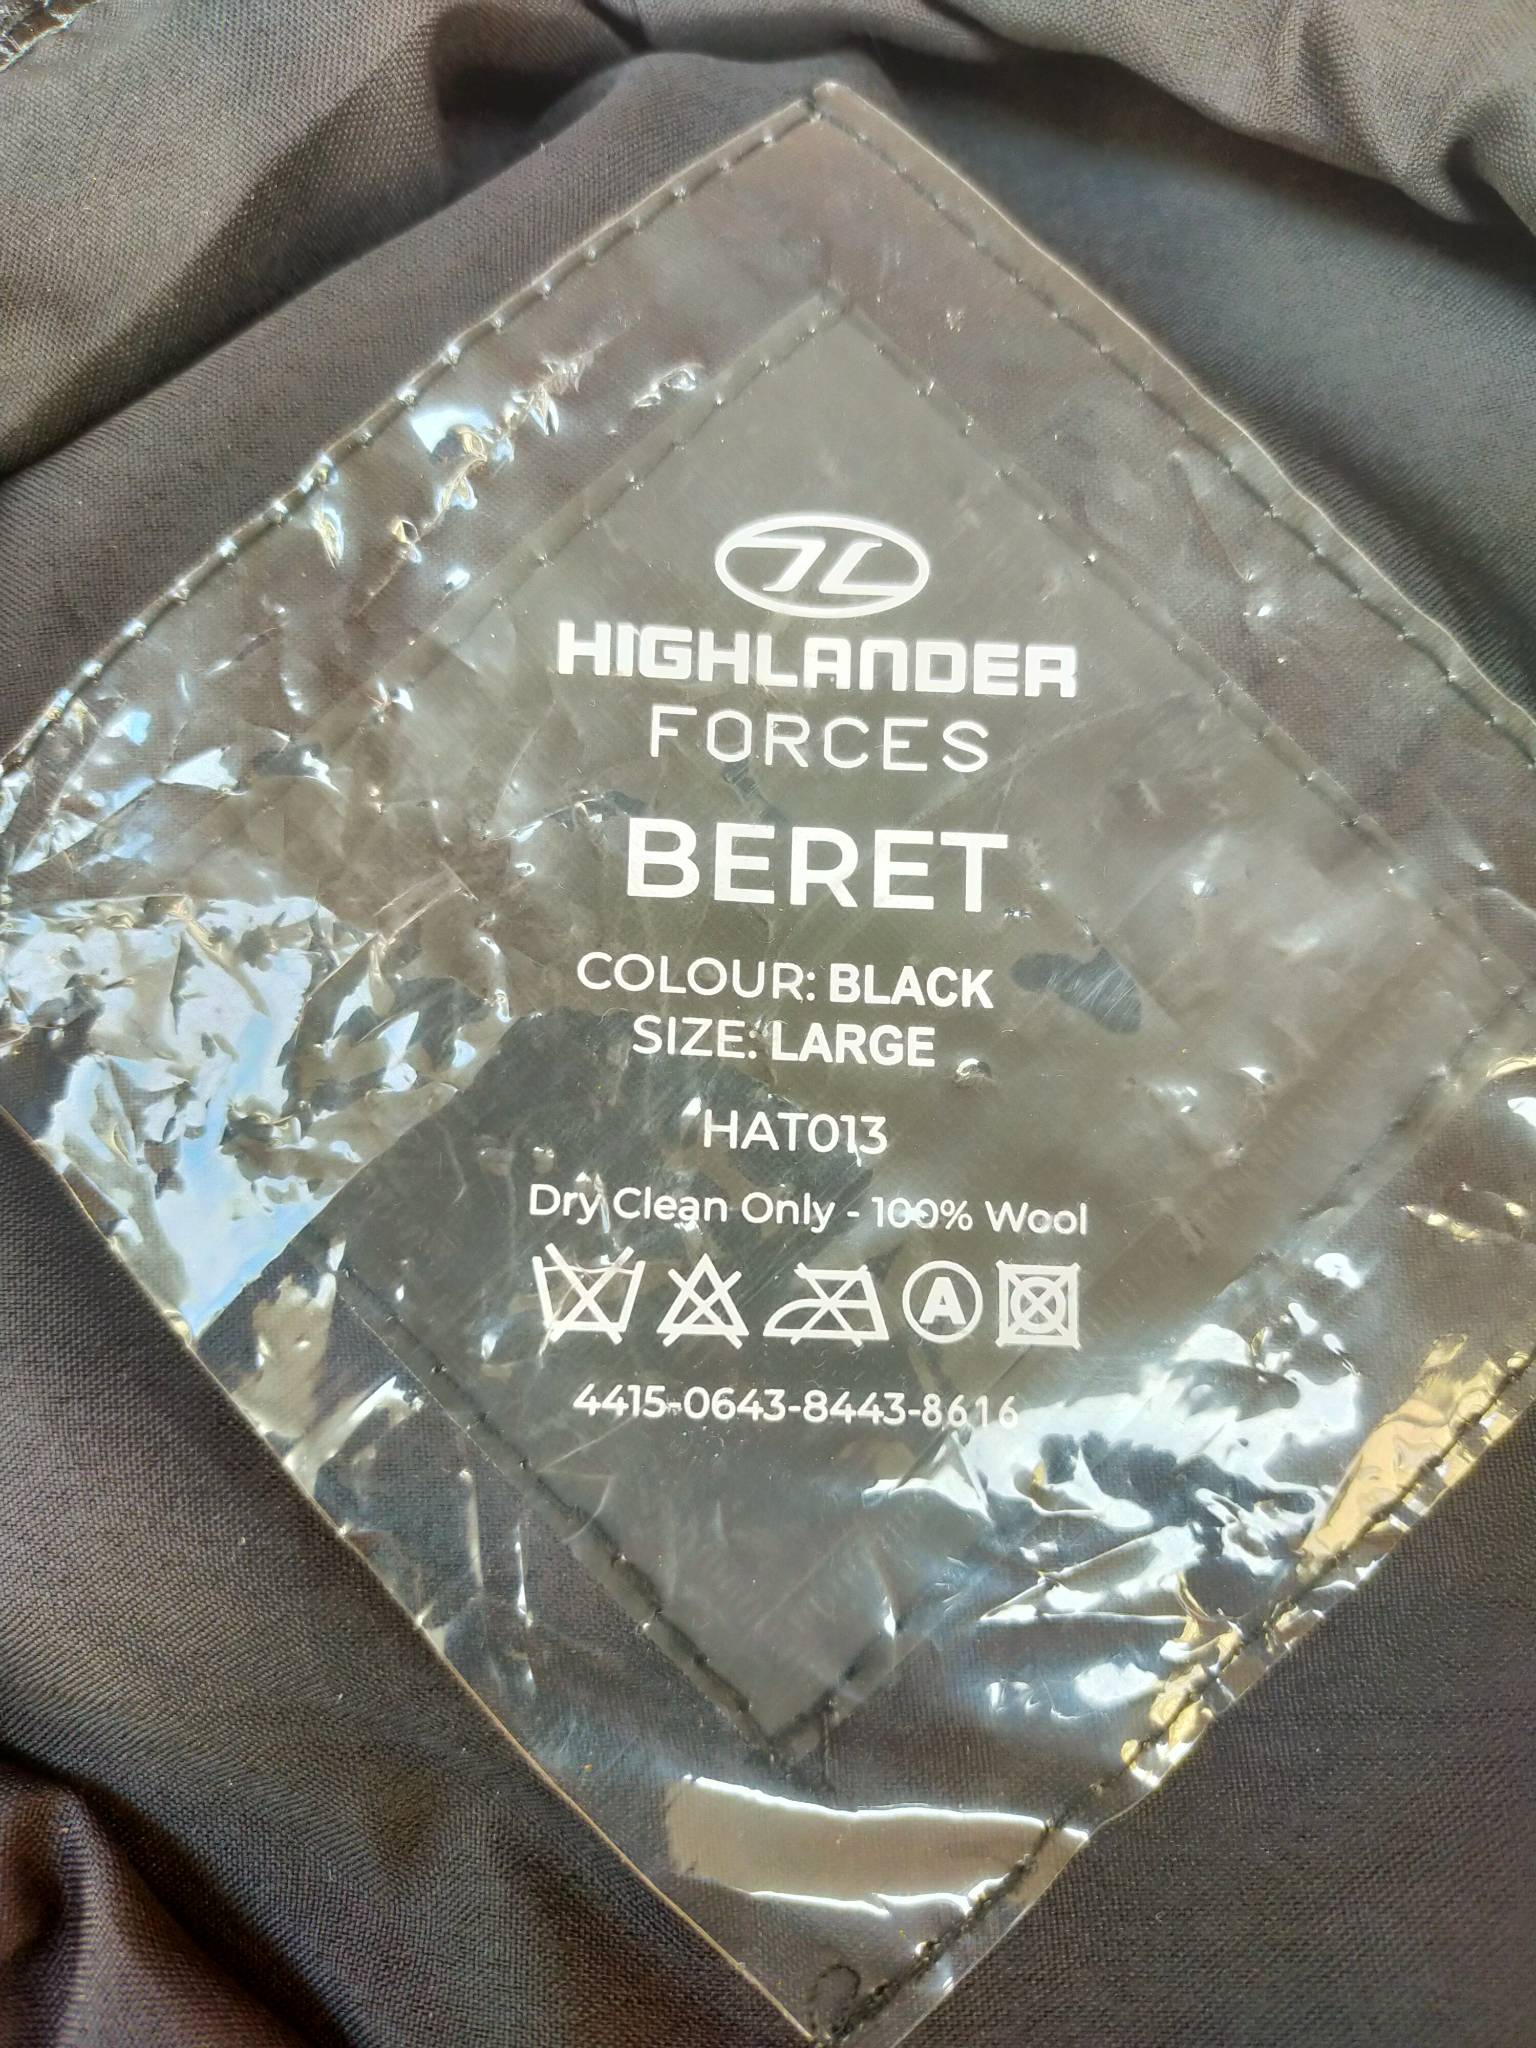 HIGHLANDER
FORCES
BERET
COLOUR: BLACK
SIZE: LARGE
HAT013
Dry Clean Only - 100% Wool
A
4415-0643-8443-8616